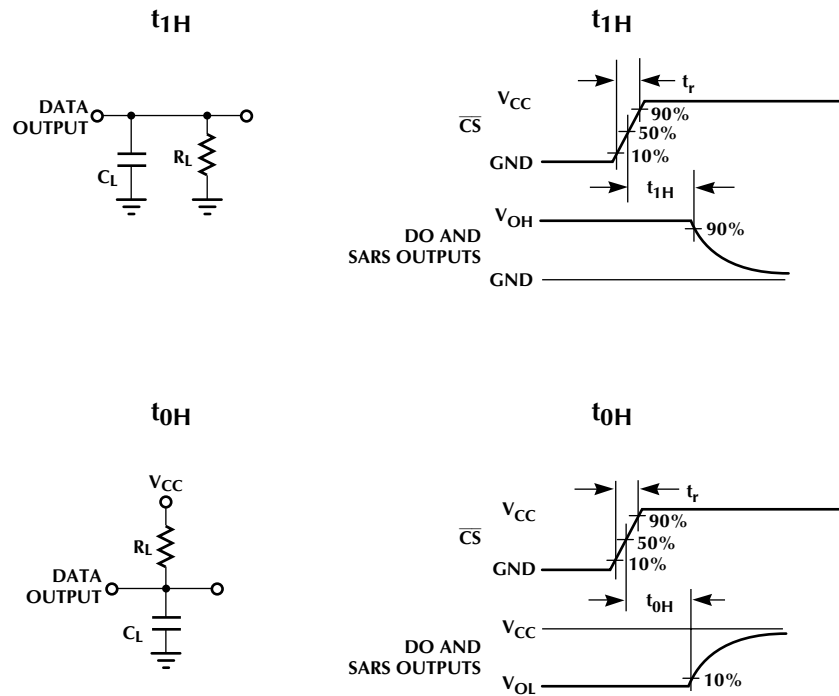 t1H
DATA
OUTPUT
CL
RL
t1H
tr
VCC
CS
90%
50%
10%
GND
t1H
VOH
90%
DO AND
SARS OUTPUTS
GND
t0H
VCC
RL
DATA
OUTPUT
CL
t0H
tr
VCC
CS
90%
50%
10%
GND
t0H
VCC
DO AND
SARS OUTPUTS
10%
VOL